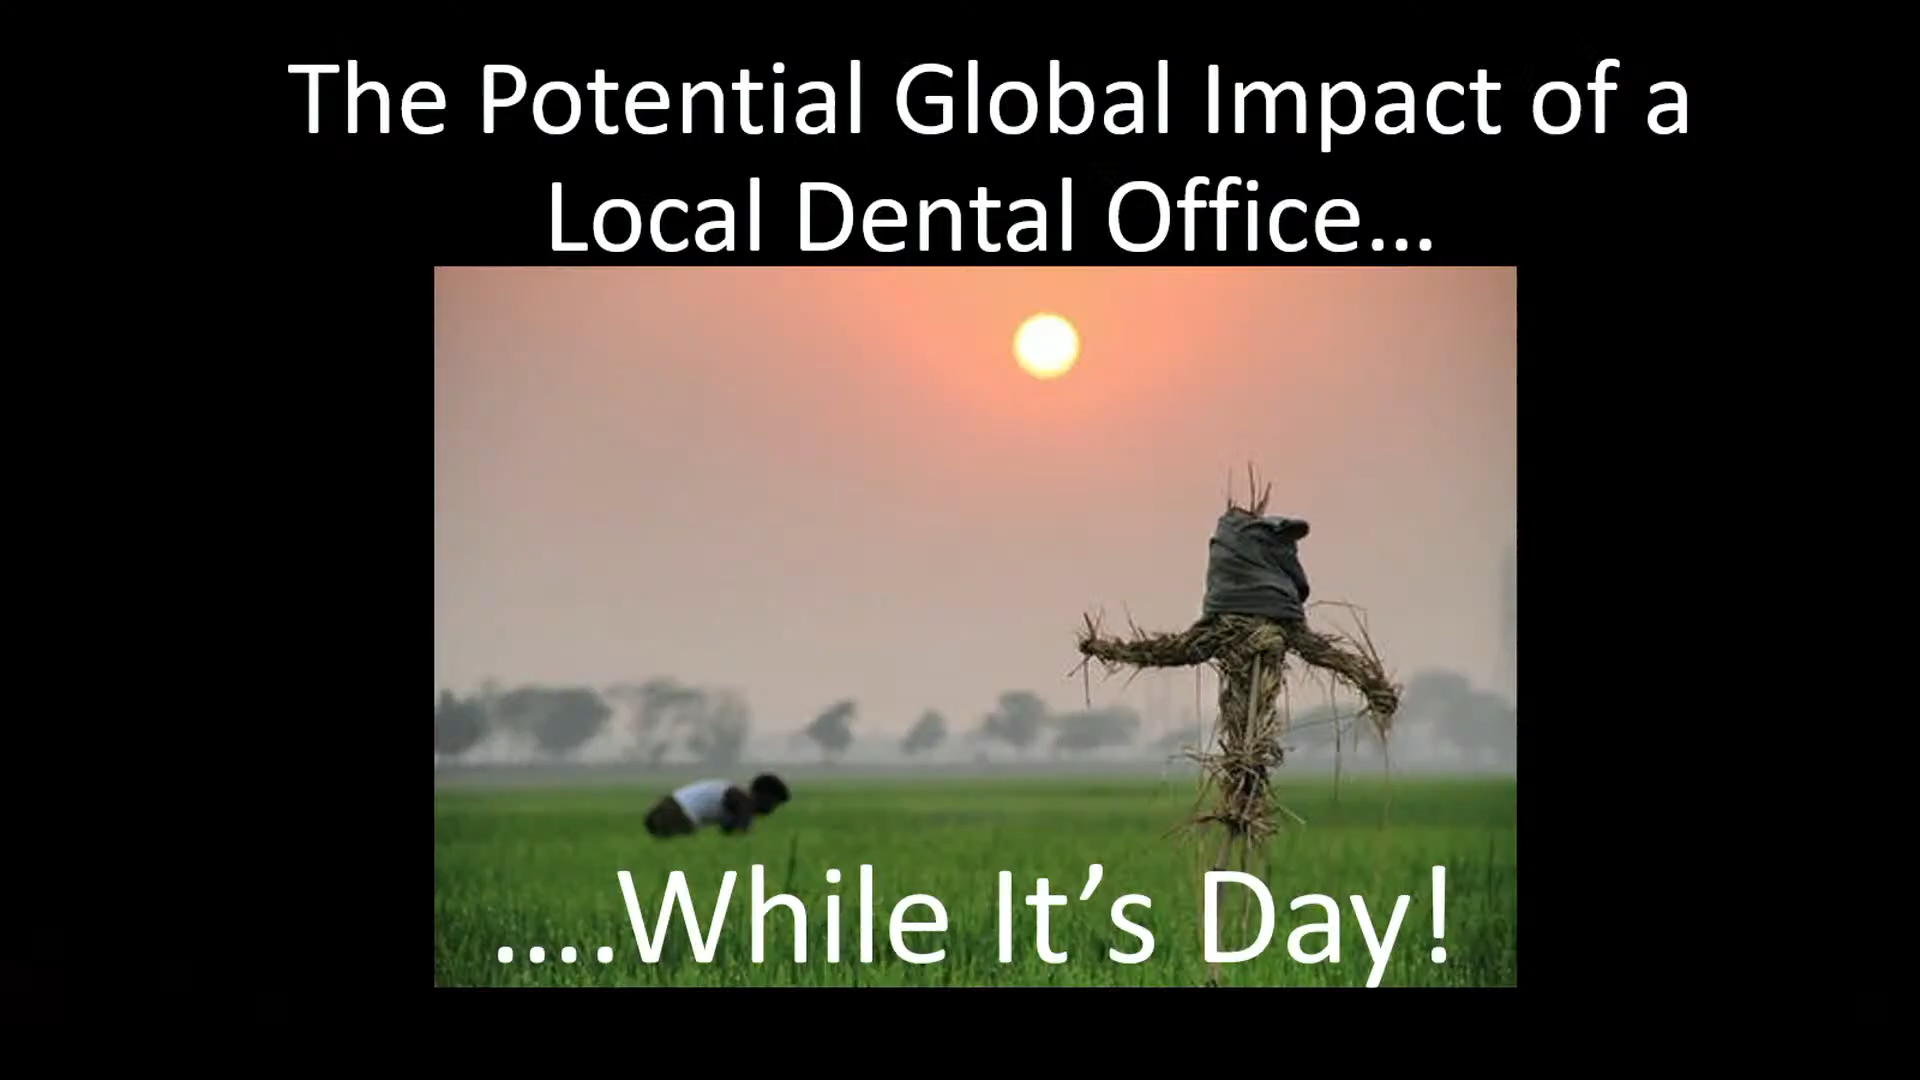 The Potential Global Impact of a
Local Dental Office...
....While It’s Day!